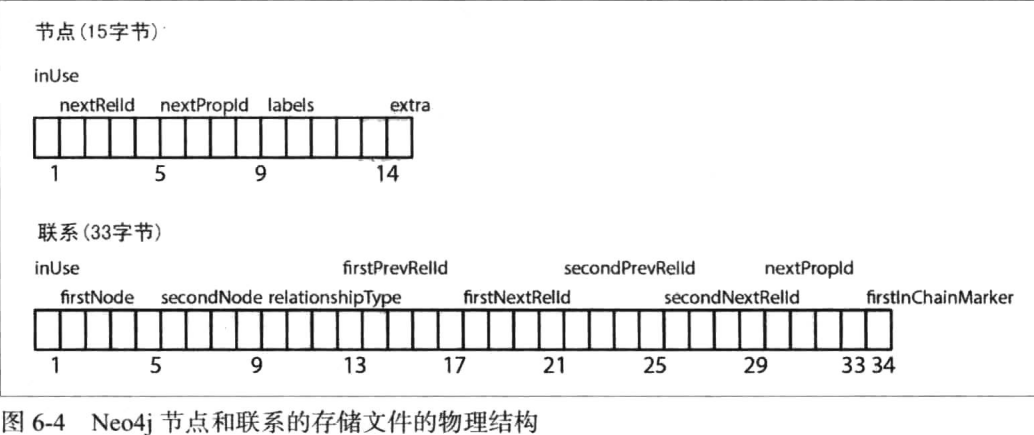 节点(15字节)
inUse
nextRelId nextPropId labels extra
1 5 9 14
联系(33字节)
inUse firstPrevRelId secondPrevRelId nextPropId
firstNode secondNode relationshipType firstNextRelId secondNextRelId firstInChainMarker
1 5 9 13 17 21 25 29 33 34
图 6-4 Neo4j 节点和联系的存储文件的物理结构